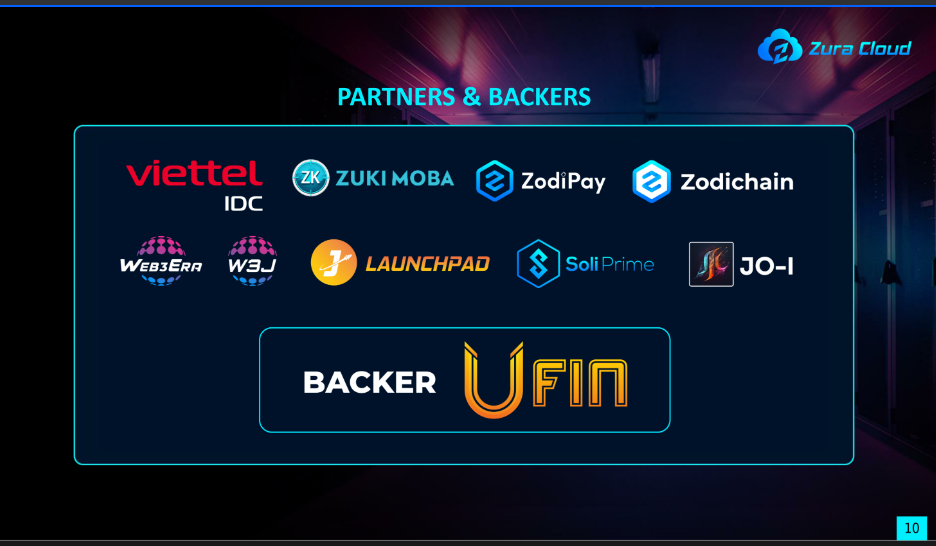 Zura Cloud
PARTNERS & BACKERS
viettel
IDC
ZK ZUKI MOBA
ZodiPay
Zodichain
WEB3ERA
W3J
J LAUNCHPAD
Soli Prime
JO-I
BACKER UFIN
10